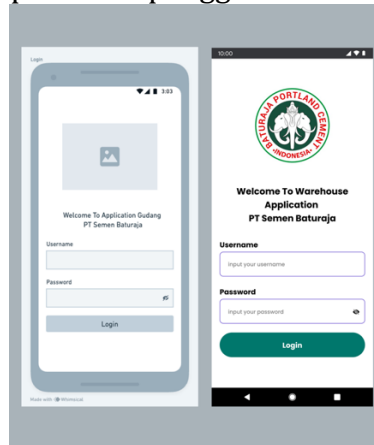 Login
3:03
Welcome To Application Gudang
PT Semen Baturaja
Username
Password
Login
Made with Whimsical
10:00
BATURAJA PORTLAND CEMENT
INDONESIA
Welcome To Warehouse
Application
PT Semen Baturaja
Username
Input your username
Password
Input your password
Login